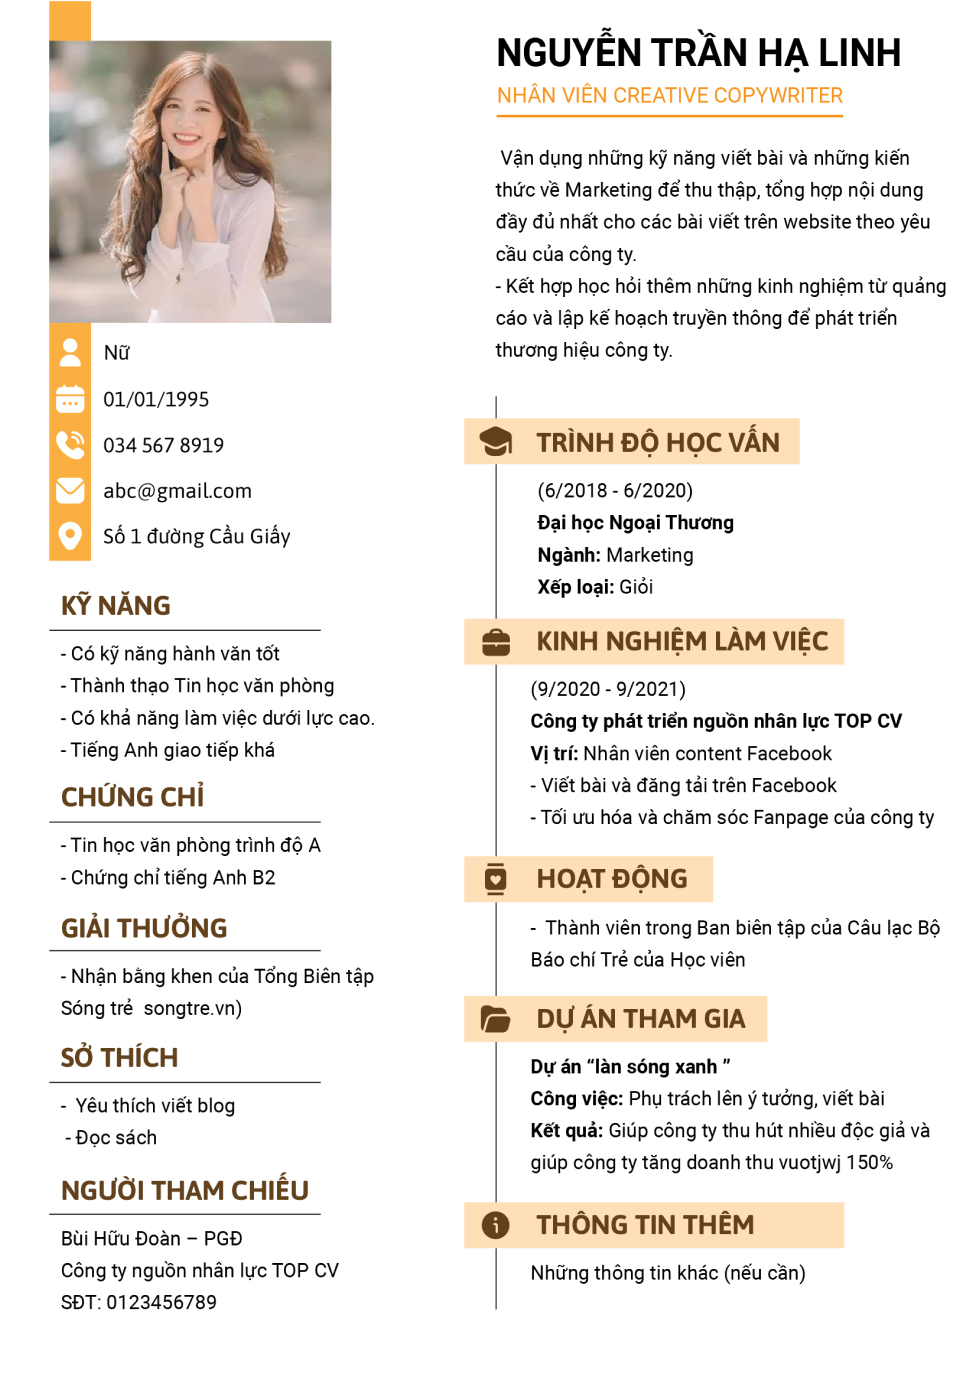 NGUYỄN TRẦN HẠ LINH
NHÂN VIÊN CREATIVE COPYWRITER
Vận dụng những kỹ năng viết bài và những kiến
thức về Marketing để thu thập, tổng hợp nội dung
đầy đủ nhất cho các bài viết trên website theo yêu
cầu của công ty.
- Kết hợp học hỏi thêm những kinh nghiệm từ quảng
cáo và lập kế hoạch truyền thông để phát triển
thương hiệu công ty.
Nữ
01/01/1995
034 567 8919
abc@gmail.com
Số 1 đường Cầu Giấy
KỸ NĂNG
- Có kỹ năng hành văn tốt
- Thành thạo Tin học văn phòng
- Có khả năng làm việc dưới lực cao.
- Tiếng Anh giao tiếp khá
CHỨNG CHỈ
- Tin học văn phòng trình độ A
- Chứng chỉ tiếng Anh B2
GIẢI THƯỞNG
- Nhận bằng khen của Tổng Biên tập
Sóng trẻ  songtre.vn)
SỞ THÍCH
-  Yêu thích viết blog
- Đọc sách
NGƯỜI THAM CHIẾU
Bùi Hữu Đoàn – PGĐ
Công ty nguồn nhân lực TOP CV
SĐT: 0123456789
TRÌNH ĐỘ HỌC VẤN
(6/2018 - 6/2020)
Đại học Ngoại Thương
Ngành: Marketing
Xếp loại: Giỏi
KINH NGHIỆM LÀM VIỆC
(9/2020 - 9/2021)
Công ty phát triển nguồn nhân lực TOP CV
Vị trí: Nhân viên content Facebook
- Viết bài và đăng tải trên Facebook
- Tối ưu hóa và chăm sóc Fanpage của công ty
HOẠT ĐỘNG
-  Thành viên trong Ban biên tập của Câu lạc Bộ
Báo chí Trẻ của Học viên
DỰ ÁN THAM GIA
Dự án “làn sóng xanh ”
Công việc: Phụ trách lên ý tưởng, viết bài
Kết quả: Giúp công ty thu hút nhiều độc giả và
giúp công ty tăng doanh thu vuotjwj 150%
THÔNG TIN THÊM
Những thông tin khác (nếu cần)